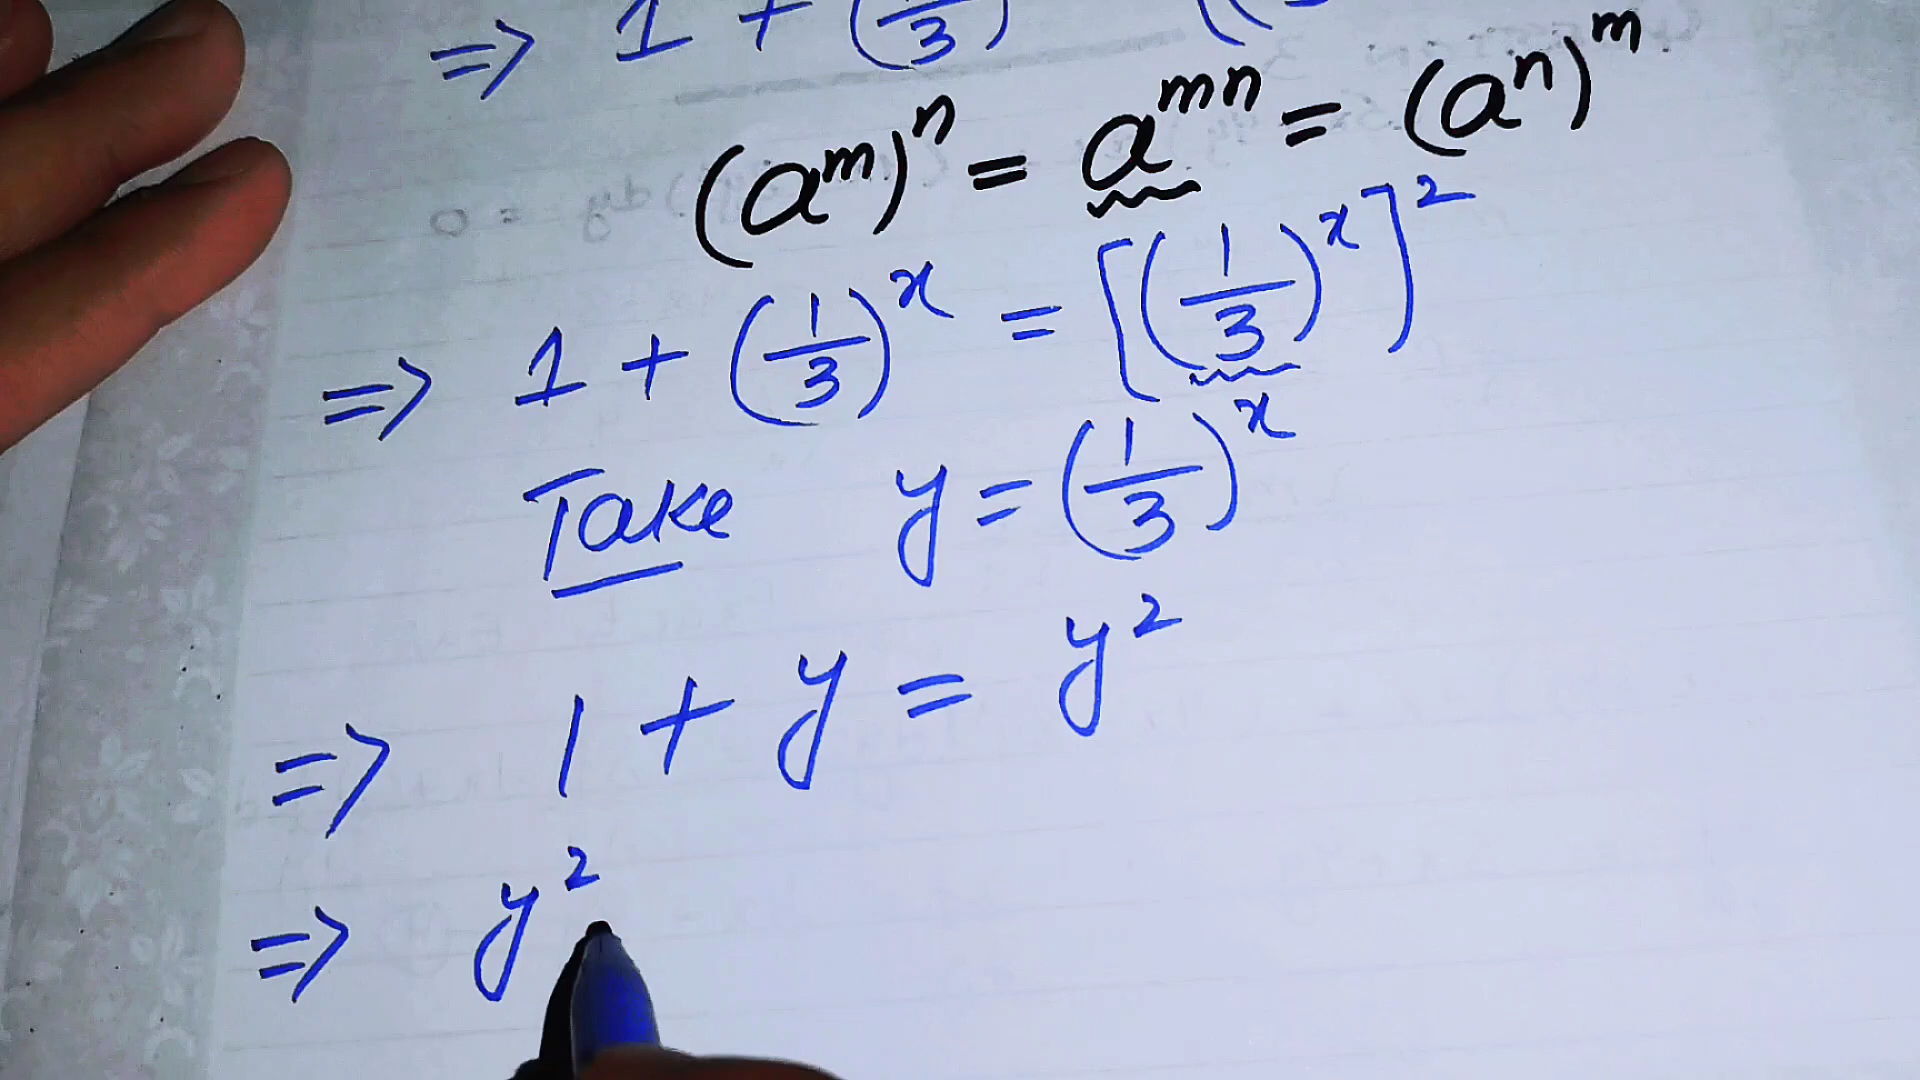 => 1 + (1/3)
(a^m)^n = a^{mn} = (a^n)^m
=> 1 + (1/3)^x = [(1/3)^x]^2
Take y = (1/3)^x
=> 1 + y = y^2
=> y^2